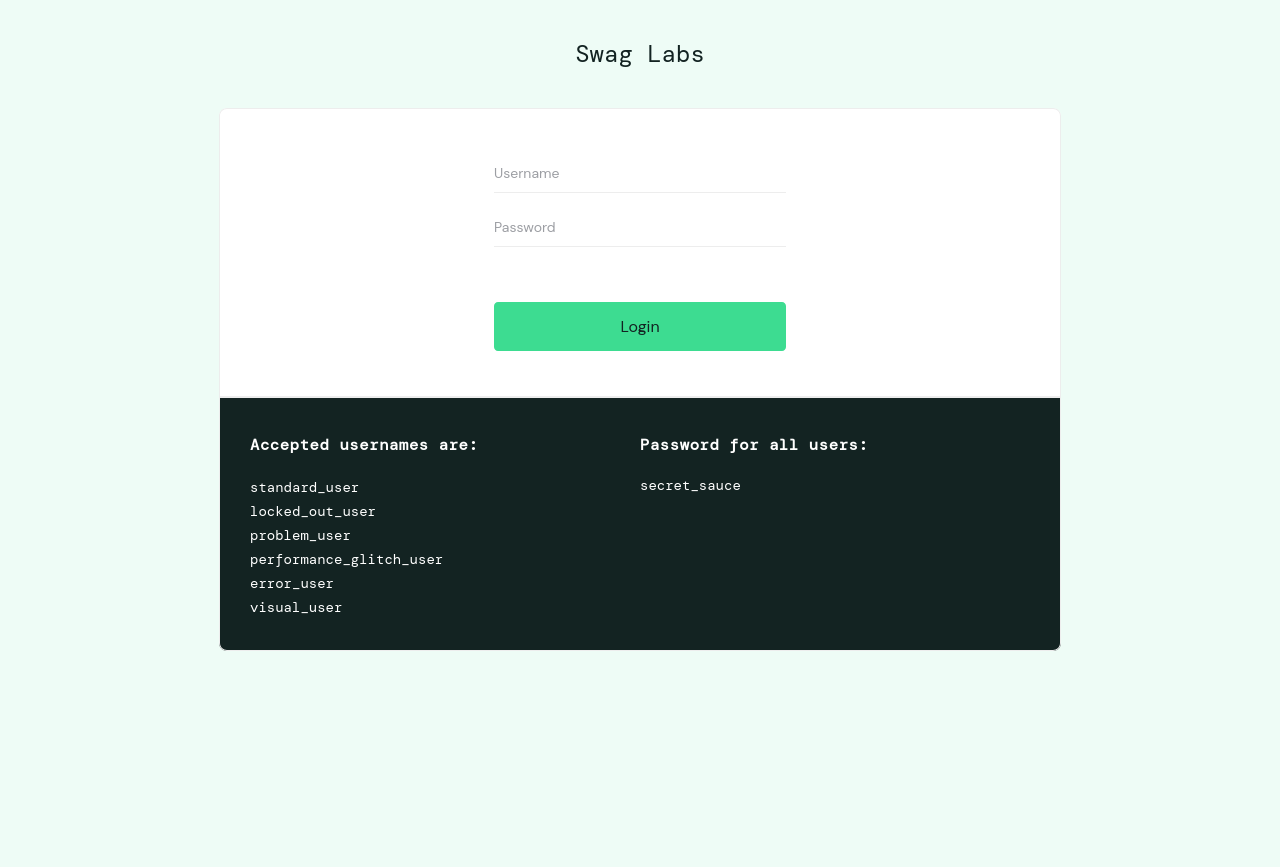 Swag Labs
Username
Password
Login
Accepted usernames are:
standard_user
locked_out_user
problem_user
performance_glitch_user
error_user
visual_user
Password for all users:
secret_sauce